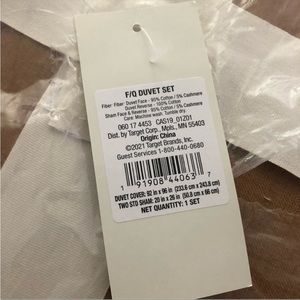 F/Q DUVET SET
Fiber: Fiber: Duvet Face - 95% Cotton / 5% Cashmere
Duvet Reverse - 100% Cotton
Sham Face & Reverse - 95% Cotton / 5% Cashmere
Care: Machine wash. Tumble dry.
060 17 4453 CAS19_01Z01
Dist. by Target Corp., Mpls., MN 55403
Origin: China
©2021 Target Brands, Inc.
Guest Services 1-800-440-0680
1 91908 44063 7
DUVET COVER: 92 in x 96 in (233.6 cm x 243.8 cm)
TWO STD SHAM: 20 in x 26 in (50.8 cm x 66 cm)
NET QUANTITY: 1 SET